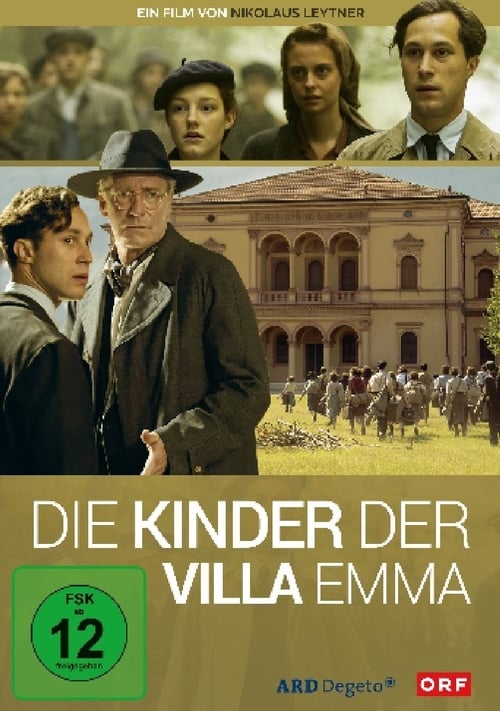 EIN FILM VON NIKOLAUS LEYTNER
DIE KINDER DER
VILLA EMMA
FSK
ab
12
freigegeben
ARD Degeto
ORF